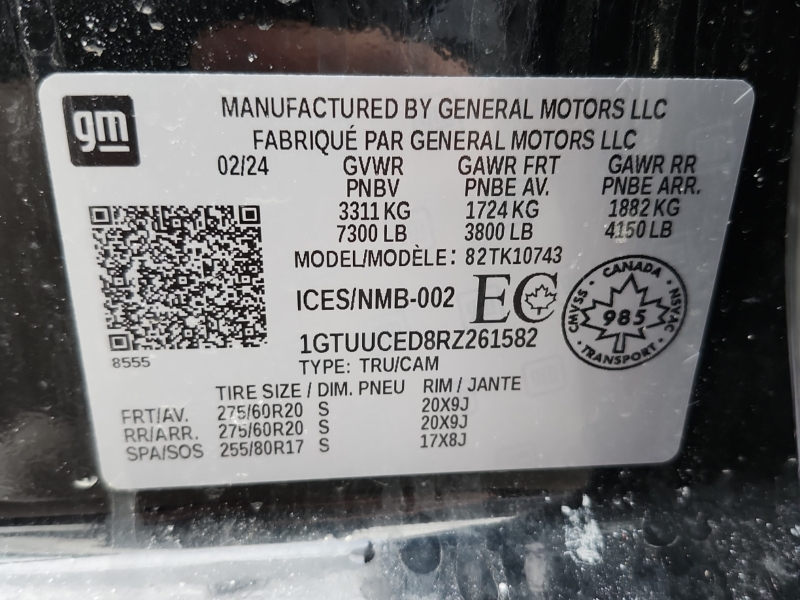 gm
MANUFACTURED BY GENERAL MOTORS LLC
FABRIQUÉ PAR GENERAL MOTORS LLC
02/24 GVWR GAWR FRT GAWR RR
PNBV PNBE AV. PNBE ARR.
3311 KG 1724 KG 1882 KG
7300 LB 3800 LB 4150 LB
MODEL/MODÈLE: 82TK10743
ICES/NMB-002 EC
CANADA
CMVSS 985 NSVAC
TRANSPORT
1GTUUCED8RZ261582
8555
TYPE: TRU/CAM
TIRE SIZE / DIM. PNEU RIM / JANTE
FRT/AV. 275/60R20 S 20X9J
RR/ARR. 275/60R20 S 20X9J
SPA/SOS 255/80R17 S 17X8J